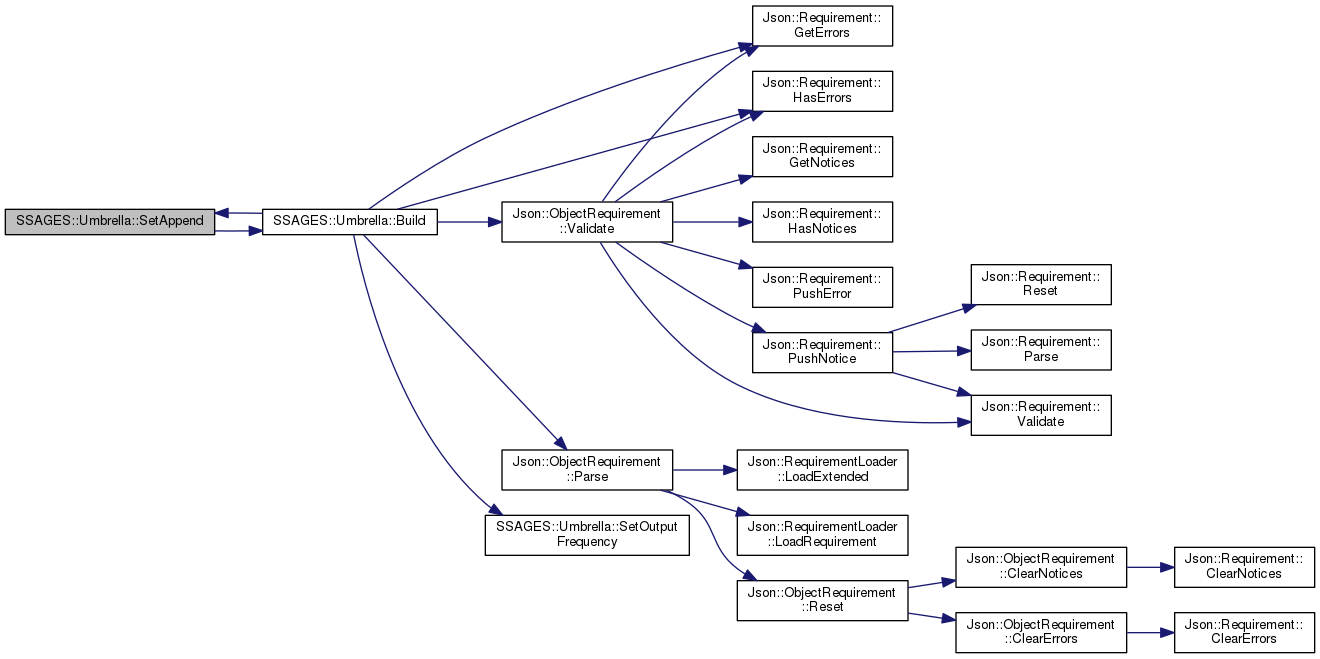 SSAGES::Umbrella::SetAppend
SSAGES::Umbrella::Build
Json::Requirement::
GetErrors
Json::Requirement::
HasErrors
Json::Requirement::
GetNotices
Json::ObjectRequirement
::Validate
Json::Requirement::
HasNotices
Json::Requirement::
PushError
Json::Requirement::
PushNotice
Json::Requirement::
Reset
Json::Requirement::
Parse
Json::Requirement::
Validate
Json::ObjectRequirement
::Parse
Json::RequirementLoader
::LoadExtended
SSAGES::Umbrella::SetOutput
Frequency
Json::RequirementLoader
::LoadRequirement
Json::ObjectRequirement
::Reset
Json::ObjectRequirement
::ClearNotices
Json::Requirement::
ClearNotices
Json::ObjectRequirement
::ClearErrors
Json::Requirement::
ClearErrors